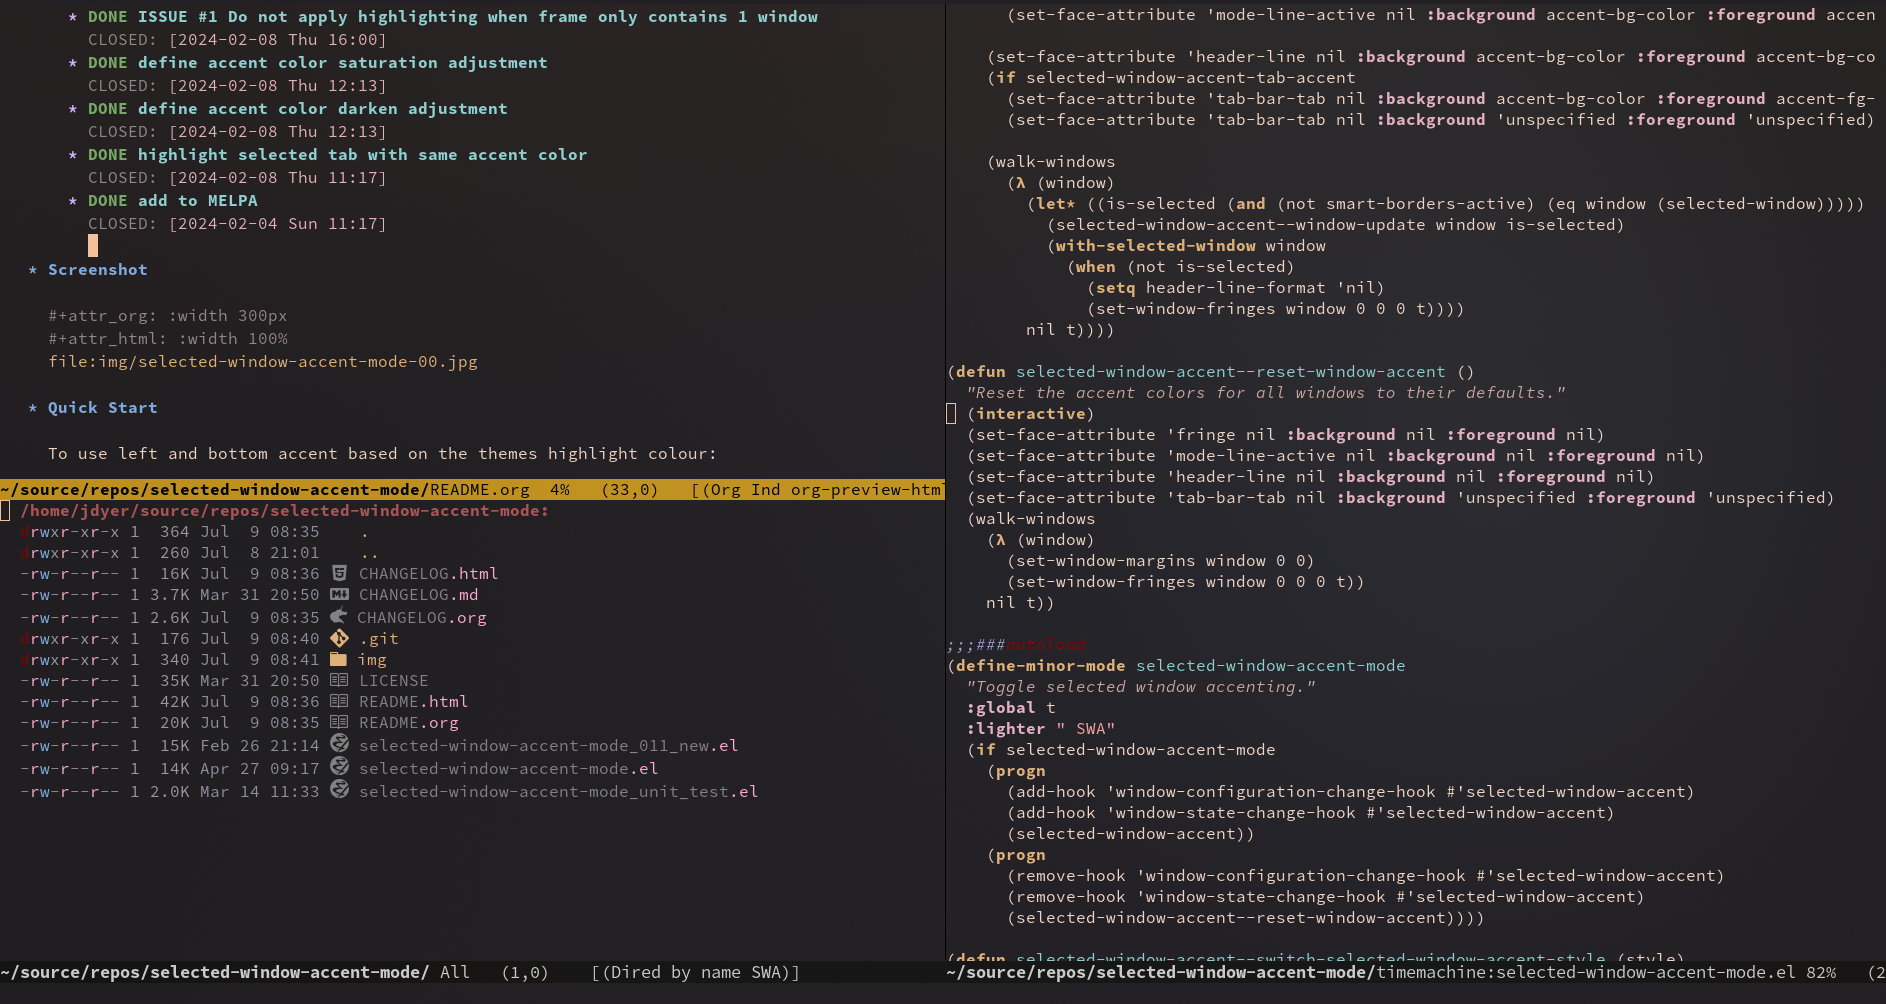 * DONE ISSUE #1 Do not apply highlighting when frame only contains 1 window
CLOSED: [2024-02-08 Thu 16:00]
* DONE define accent color saturation adjustment
CLOSED: [2024-02-08 Thu 12:13]
* DONE define accent color darken adjustment
CLOSED: [2024-02-08 Thu 12:13]
* DONE highlight selected tab with same accent color
CLOSED: [2024-02-08 Thu 11:17]
* DONE add to MELPA
CLOSED: [2024-02-04 Sun 11:17]
* Screenshot
#+attr_org: :width 300px
#+attr_html: :width 100%
file:img/selected-window-accent-mode-00.jpg
* Quick Start
To use left and bottom accent based on the themes highlight colour:
~/source/repos/selected-window-accent-mode/README.org  4%   (33,0)   [(Org Ind org-preview-htm
/home/jdyer/source/repos/selected-window-accent-mode:
drwxr-xr-x 1  364 Jul  9 08:35    .
drwxr-xr-x 1  260 Jul  8 21:01    ..
-rw-r--r-- 1  16K Jul  9 08:36 CHANGELOG.html
-rw-r--r-- 1 3.7K Mar 31 20:50 CHANGELOG.md
-rw-r--r-- 1 2.6K Jul  9 08:35 CHANGELOG.org
drwxr-xr-x 1  176 Jul  9 08:40 .git
drwxr-xr-x 1  340 Jul  9 08:41 img
-rw-r--r-- 1  35K Mar 31 20:50 LICENSE
-rw-r--r-- 1  42K Jul  9 08:36 README.html
-rw-r--r-- 1  20K Jul  9 08:35 README.org
-rw-r--r-- 1  15K Feb 26 21:14 selected-window-accent-mode_011_new.el
-rw-r--r-- 1  14K Apr 27 09:17 selected-window-accent-mode.el
-rw-r--r-- 1 2.0K Mar 14 11:33 selected-window-accent-mode_unit_test.el
~/source/repos/selected-window-accent-mode/ All   (1,0)    [(Dired by name SWA)]
(set-face-attribute 'mode-line-active nil :background accent-bg-color :foreground accen
(set-face-attribute 'header-line nil :background accent-bg-color :foreground accent-bg-co
(if selected-window-accent-tab-accent
(set-face-attribute 'tab-bar-tab nil :background accent-bg-color :foreground accent-fg-
(set-face-attribute 'tab-bar-tab nil :background 'unspecified :foreground 'unspecified)
(walk-windows
(λ (window)
(let* ((is-selected (and (not smart-borders-active) (eq window (selected-window)))))
(selected-window-accent--window-update window is-selected)
(with-selected-window window
(when (not is-selected)
(setq header-line-format 'nil)
(set-window-fringes window 0 0 0 t))))
nil t))))
(defun selected-window-accent--reset-window-accent ()
"Reset the accent colors for all windows to their defaults."
(interactive)
(set-face-attribute 'fringe nil :background nil :foreground nil)
(set-face-attribute 'mode-line-active nil :background nil :foreground nil)
(set-face-attribute 'header-line nil :background nil :foreground nil)
(set-face-attribute 'tab-bar-tab nil :background 'unspecified :foreground 'unspecified)
(walk-windows
(λ (window)
(set-window-margins window 0 0)
(set-window-fringes window 0 0 0 t))
nil t))
;;;###autoload
(define-minor-mode selected-window-accent-mode
"Toggle selected window accenting."
:global t
:lighter " SWA"
(if selected-window-accent-mode
(progn
(add-hook 'window-configuration-change-hook #'selected-window-accent)
(add-hook 'window-state-change-hook #'selected-window-accent)
(selected-window-accent))
(progn
(remove-hook 'window-configuration-change-hook #'selected-window-accent)
(remove-hook 'window-state-change-hook #'selected-window-accent)
(selected-window-accent--reset-window-accent))))
(defun selected-window-accent--switch-selected-window-accent-style (style)
~/source/repos/selected-window-accent-mode/timemachine:selected-window-accent-mode.el 82%   (2